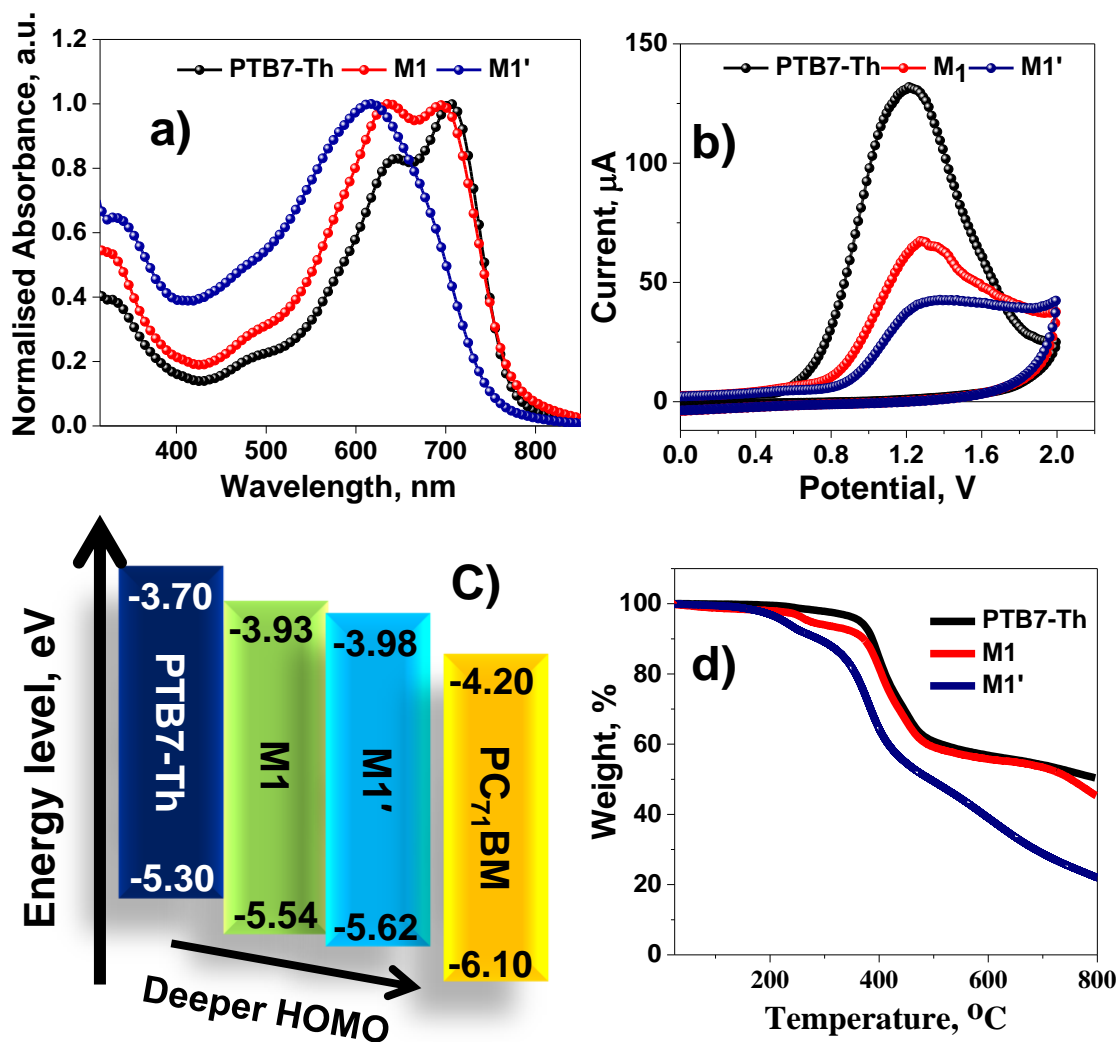 a)
PTB7-Th M1 M1'
Normalised Absorbance, a.u.
1.2
1.0
0.8
0.6
0.4
0.2
0.0
400 500 600 700 800
Wavelength, nm
b)
PTB7-Th M₁ M1'
Current, μA
150
100
50
0
0.0 0.4 0.8 1.2 1.6 2.0
Potential, V
C)
Energy level, eV
-3.70
PTB7-Th
-5.30
-3.93
M1
-5.54
-3.98
M1′
-5.62
-4.20
PC₇₁BM
-6.10
Deeper HOMO
d)
PTB7-Th
M1
M1'
Weight, %
100
80
60
40
20
0
200 400 600 800
Temperature, ⁰C